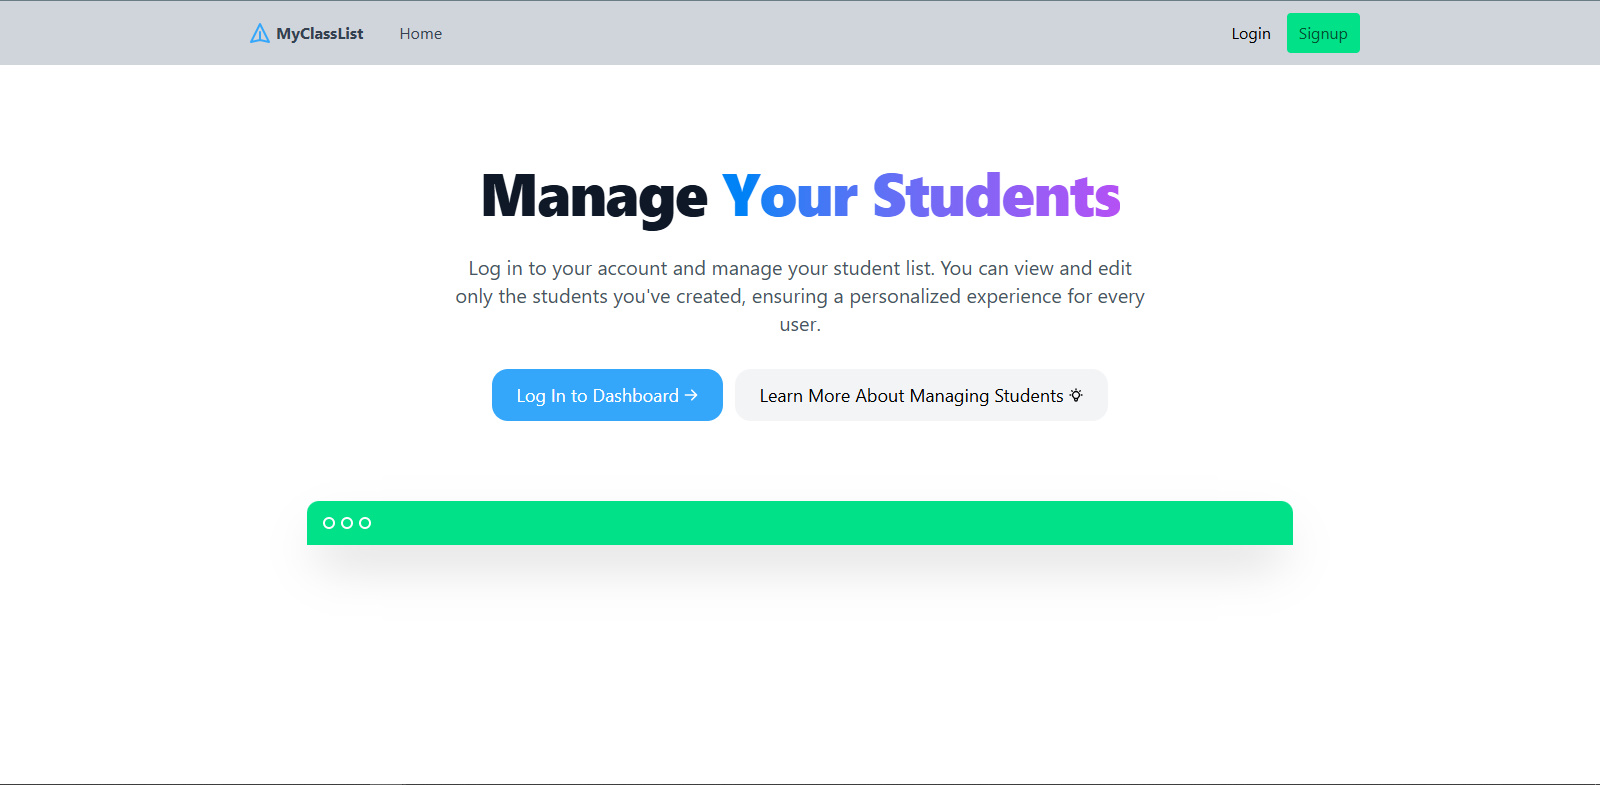 MyClassList
Home
Login
Signup
Manage Your Students
Log in to your account and manage your student list. You can view and edit
only the students you've created, ensuring a personalized experience for every
user.
Log In to Dashboard →
Learn More About Managing Students